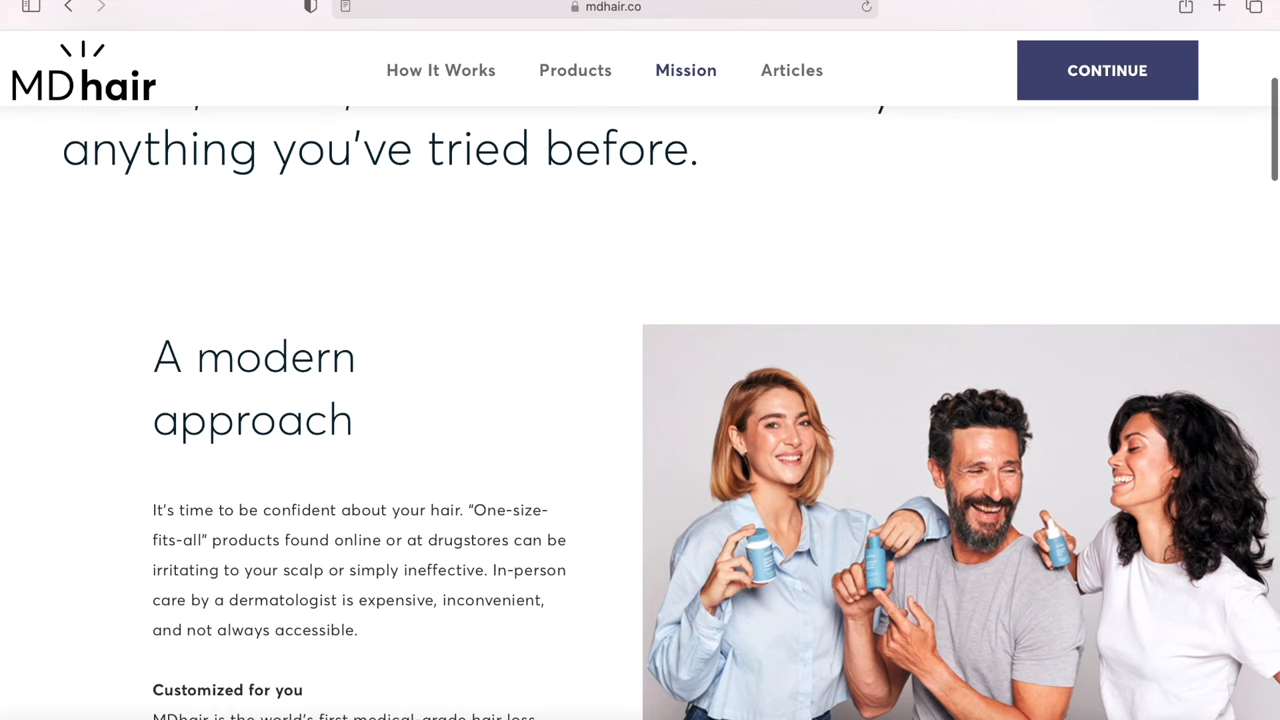 mdhair.co
MDhair
How It Works
Products
Mission
Articles
CONTINUE
anything you've tried before.
A modern
approach
It's time to be confident about your hair. "One-size-
fits-all" products found online or at drugstores can be
irritating to your scalp or simply ineffective. In-person
care by a dermatologist is expensive, inconvenient,
and not always accessible.
Customized for you
MDhair is the world's first medical-grade hair loss